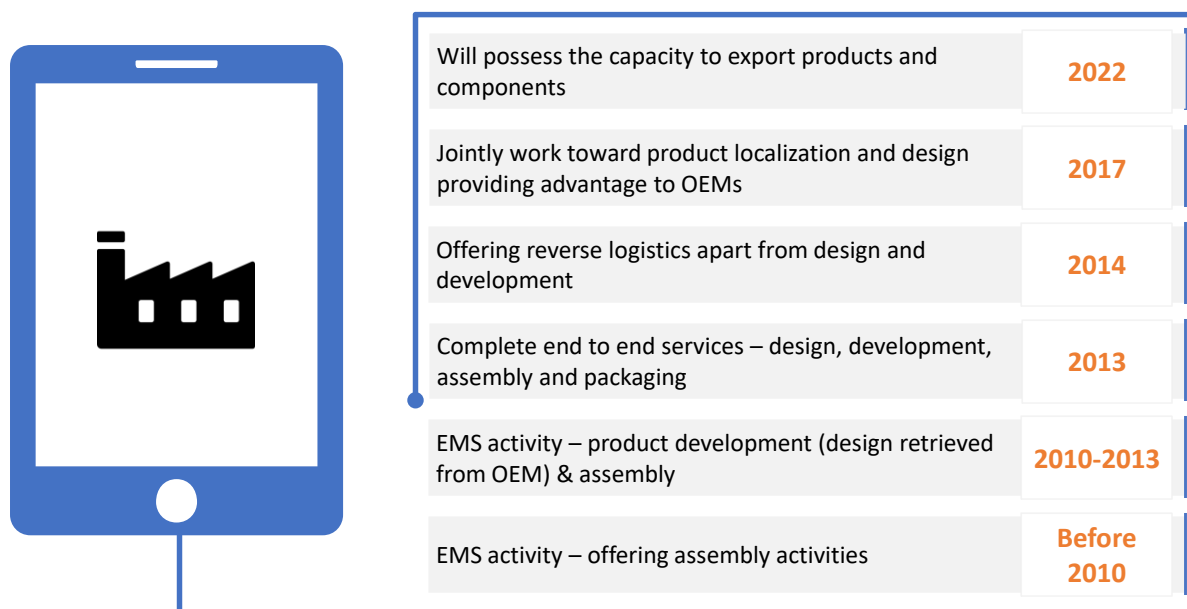 Will possess the capacity to export products and
components
2022
Jointly work toward product localization and design
providing advantage to OEMs
2017
Offering reverse logistics apart from design and
development
2014
Complete end to end services – design, development,
assembly and packaging
2013
EMS activity – product development (design retrieved
from OEM) & assembly
2010-2013
EMS activity – offering assembly activities
Before
2010